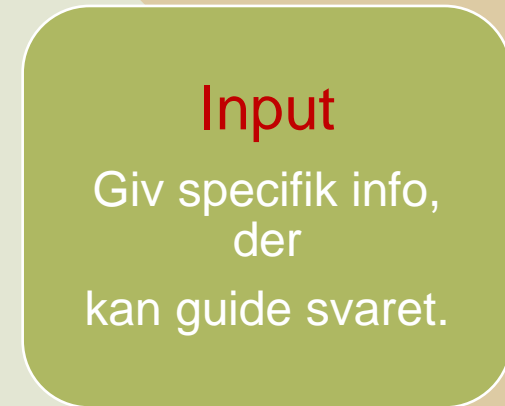 Input
Giv specifik info,
der
kan guide svaret.